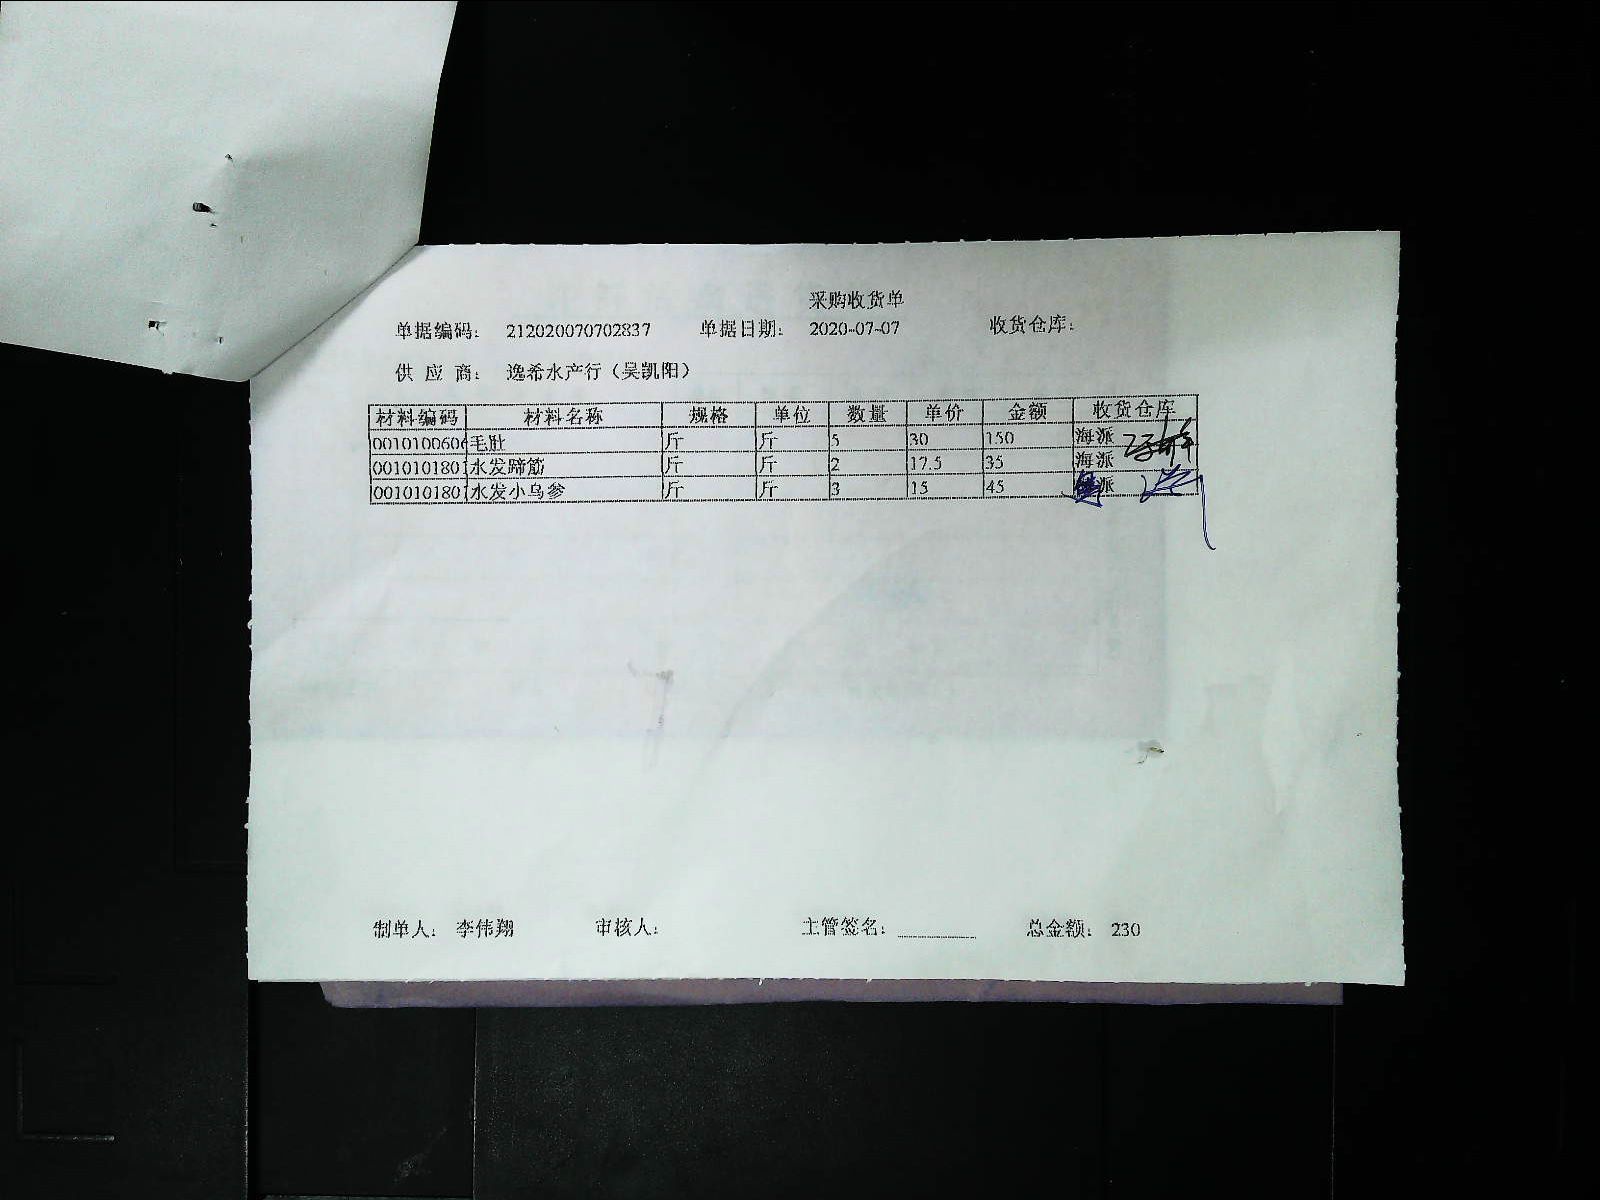 采购收货单
单据编码： 212020070702837 单据日期： 2020-07-07 收货仓库：
供 应 商： 逸希水产行（吴凯阳）
材料编码 材料名称 规格 单位 数量 单价 金额 收货仓库
0010100606 毛肚 斤 斤 5 30 150 海派
001010180 水发蹄筋 斤 斤 2 17.5 35 海派
001010180 水发小乌参 斤 斤 3 15 45 派
制单人： 李伟翔 审核人： 主管签名： 总金额： 230